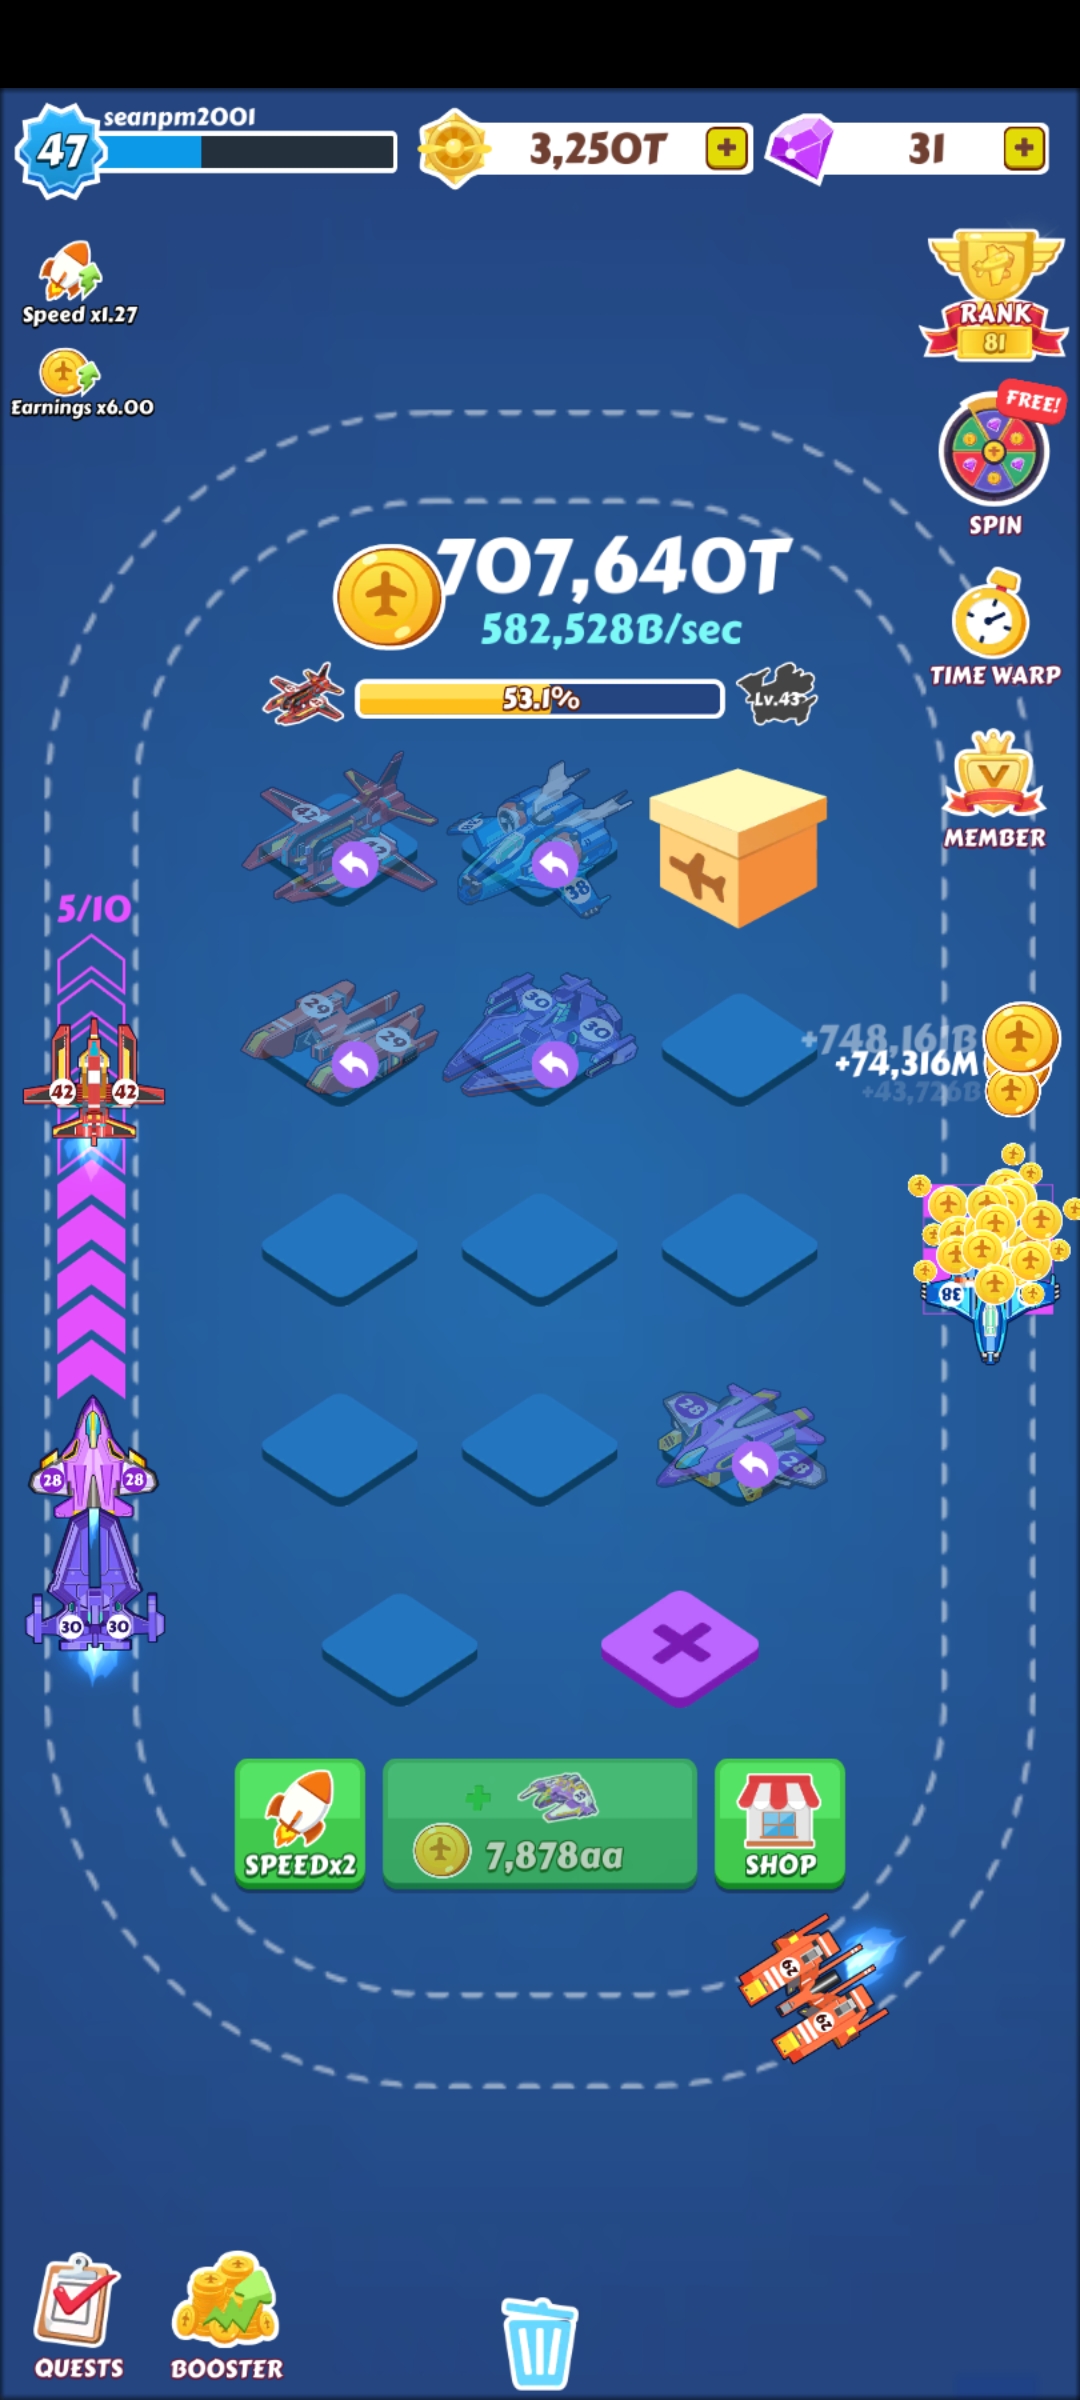 seanpm2001
47
3,250T
31
Speed x1.27
Earnings x6.00
RANK
81
FREE!
SPIN
TIME WARP
MEMBER
707,640T
582,528B/sec
53.1%
Lv.43
42
42
38
38
5/10
29
29
30
30
+748,161B
+74,316M
+43,726B
42
42
38
28
28
28
28
30
30
SPEEDx2
7,878aa
SHOP
29
29
QUESTS
BOOSTER